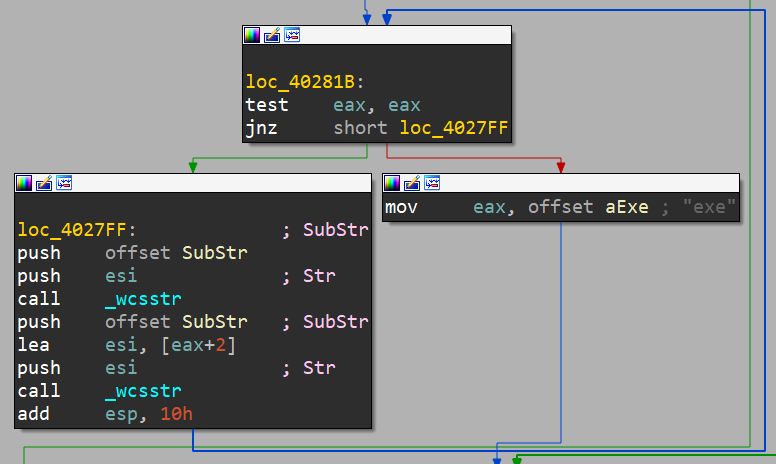 loc_40281B:
test eax, eax
jnz short loc_4027FF
loc_4027FF: ; SubStr
push offset SubStr
push esi ; Str
call _wcsstr
push offset SubStr ; SubStr
lea esi, [eax+2]
push esi ; Str
call _wcsstr
add esp, 10h
mov eax, offset aExe ; "exe"